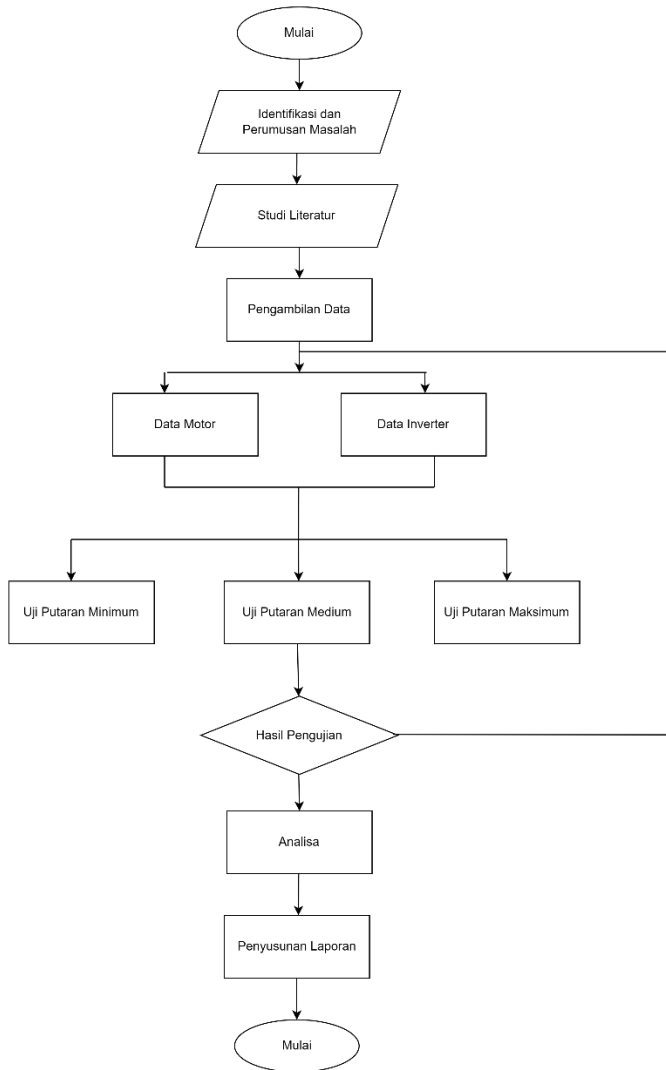 Mulai
Identifikasi dan
Perumusan Masalah
Studi Literatur
Pengambilan Data
Data Motor
Data Inverter
Uji Putaran Minimum
Uji Putaran Medium
Uji Putaran Maksimum
Hasil Pengujian
Analisa
Penyusunan Laporan
Mulai